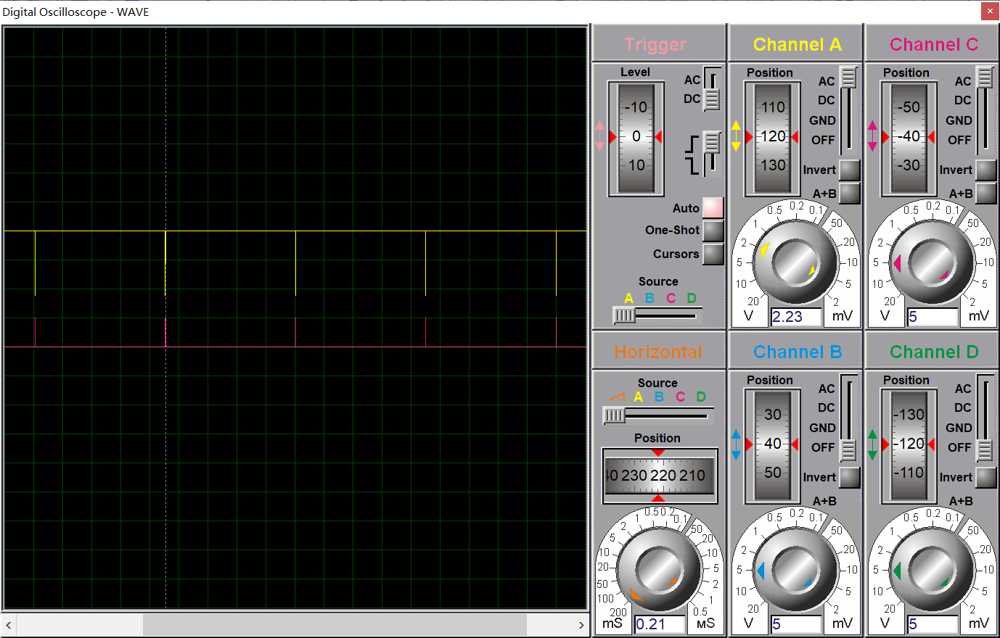 Digital Oscilloscope - WAVE
Trigger
Level
-10
0
10
AC
DC
Auto
One-Shot
Cursors
Source
A B C D
Channel A
Position
110
120
130
AC
DC
GND
OFF
Invert
A+B
20 10 5 2 1 0.5 0.2 0.1 50 20 10 5 2
V 2.23 mV
Channel C
Position
-50
-40
-30
AC
DC
GND
OFF
Invert
A+B
20 10 5 2 1 0.5 0.2 0.1 50 20 10 5 2
V 5 mV
Horizontal
Source
A B C D
Position
40 230 220 210
200 100 50 20 10 5 2 1 0.5 0.2 0.1 50 20 10 5 2 1 0.5
mS 0.21 мS
Channel B
Position
30
40
50
AC
DC
GND
OFF
Invert
A+B
20 10 5 2 1 0.5 0.2 0.1 50 20 10 5 2
V 5 mV
Channel D
Position
-130
-120
-110
AC
DC
GND
OFF
Invert
A+B
20 10 5 2 1 0.5 0.2 0.1 50 20 10 5 2
V 5 mV